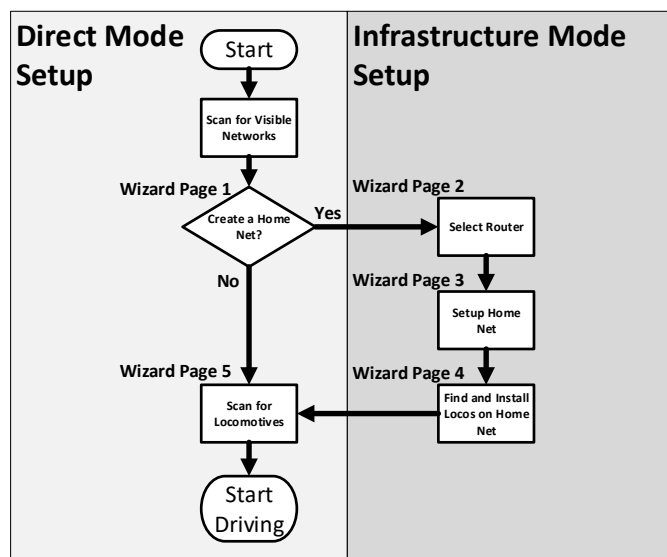 Direct Mode
Setup
Infrastructure Mode
Setup
Start
Scan for Visible
Networks
Wizard Page 1
Create a Home
Net?
Yes
No
Wizard Page 2
Select Router
Wizard Page 3
Setup Home
Net
Wizard Page 4
Find and Install
Locos on Home
Net
Wizard Page 5
Scan for
Locomotives
Start
Driving